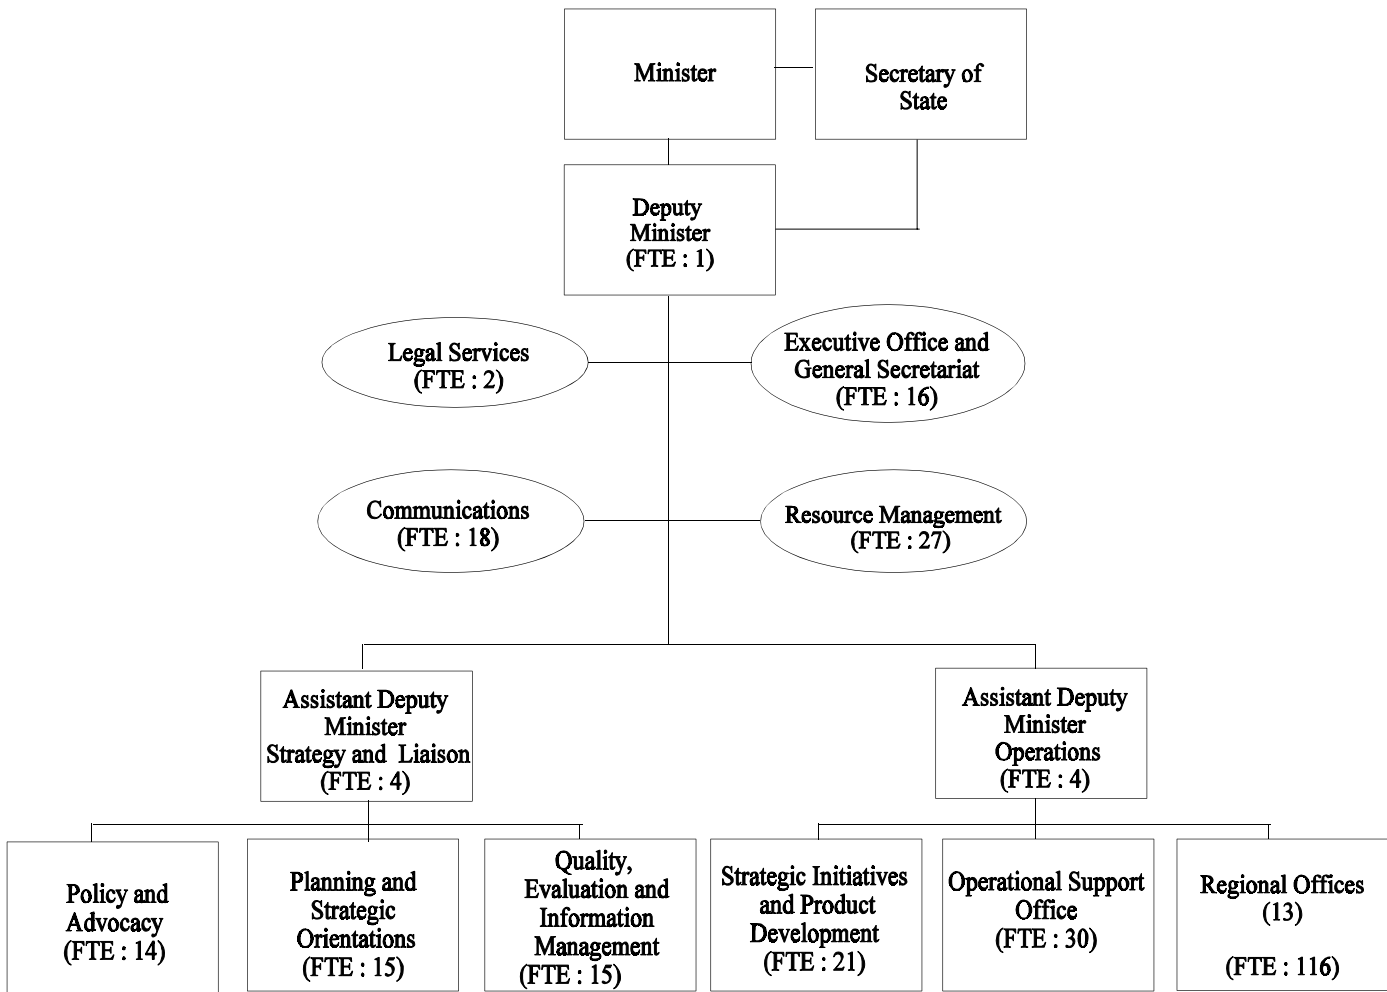 Minister
Secretary of
State
Deputy
Minister
(FTE : 1)
Legal Services
(FTE : 2)
Executive Office and
General Secretariat
(FTE : 16)
Communications
(FTE : 18)
Resource Management
(FTE : 27)
Assistant Deputy
Minister
Strategy and Liaison
(FTE : 4)
Assistant Deputy
Minister
Operations
(FTE : 4)
Policy and
Advocacy
(FTE : 14)
Planning and
Strategic
Orientations
(FTE : 15)
Quality,
Evaluation and
Information
Management
(FTE : 15)
Strategic Initiatives
and Product
Development
(FTE : 21)
Operational Support
Office
(FTE : 30)
Regional Offices
(13)
(FTE : 116)